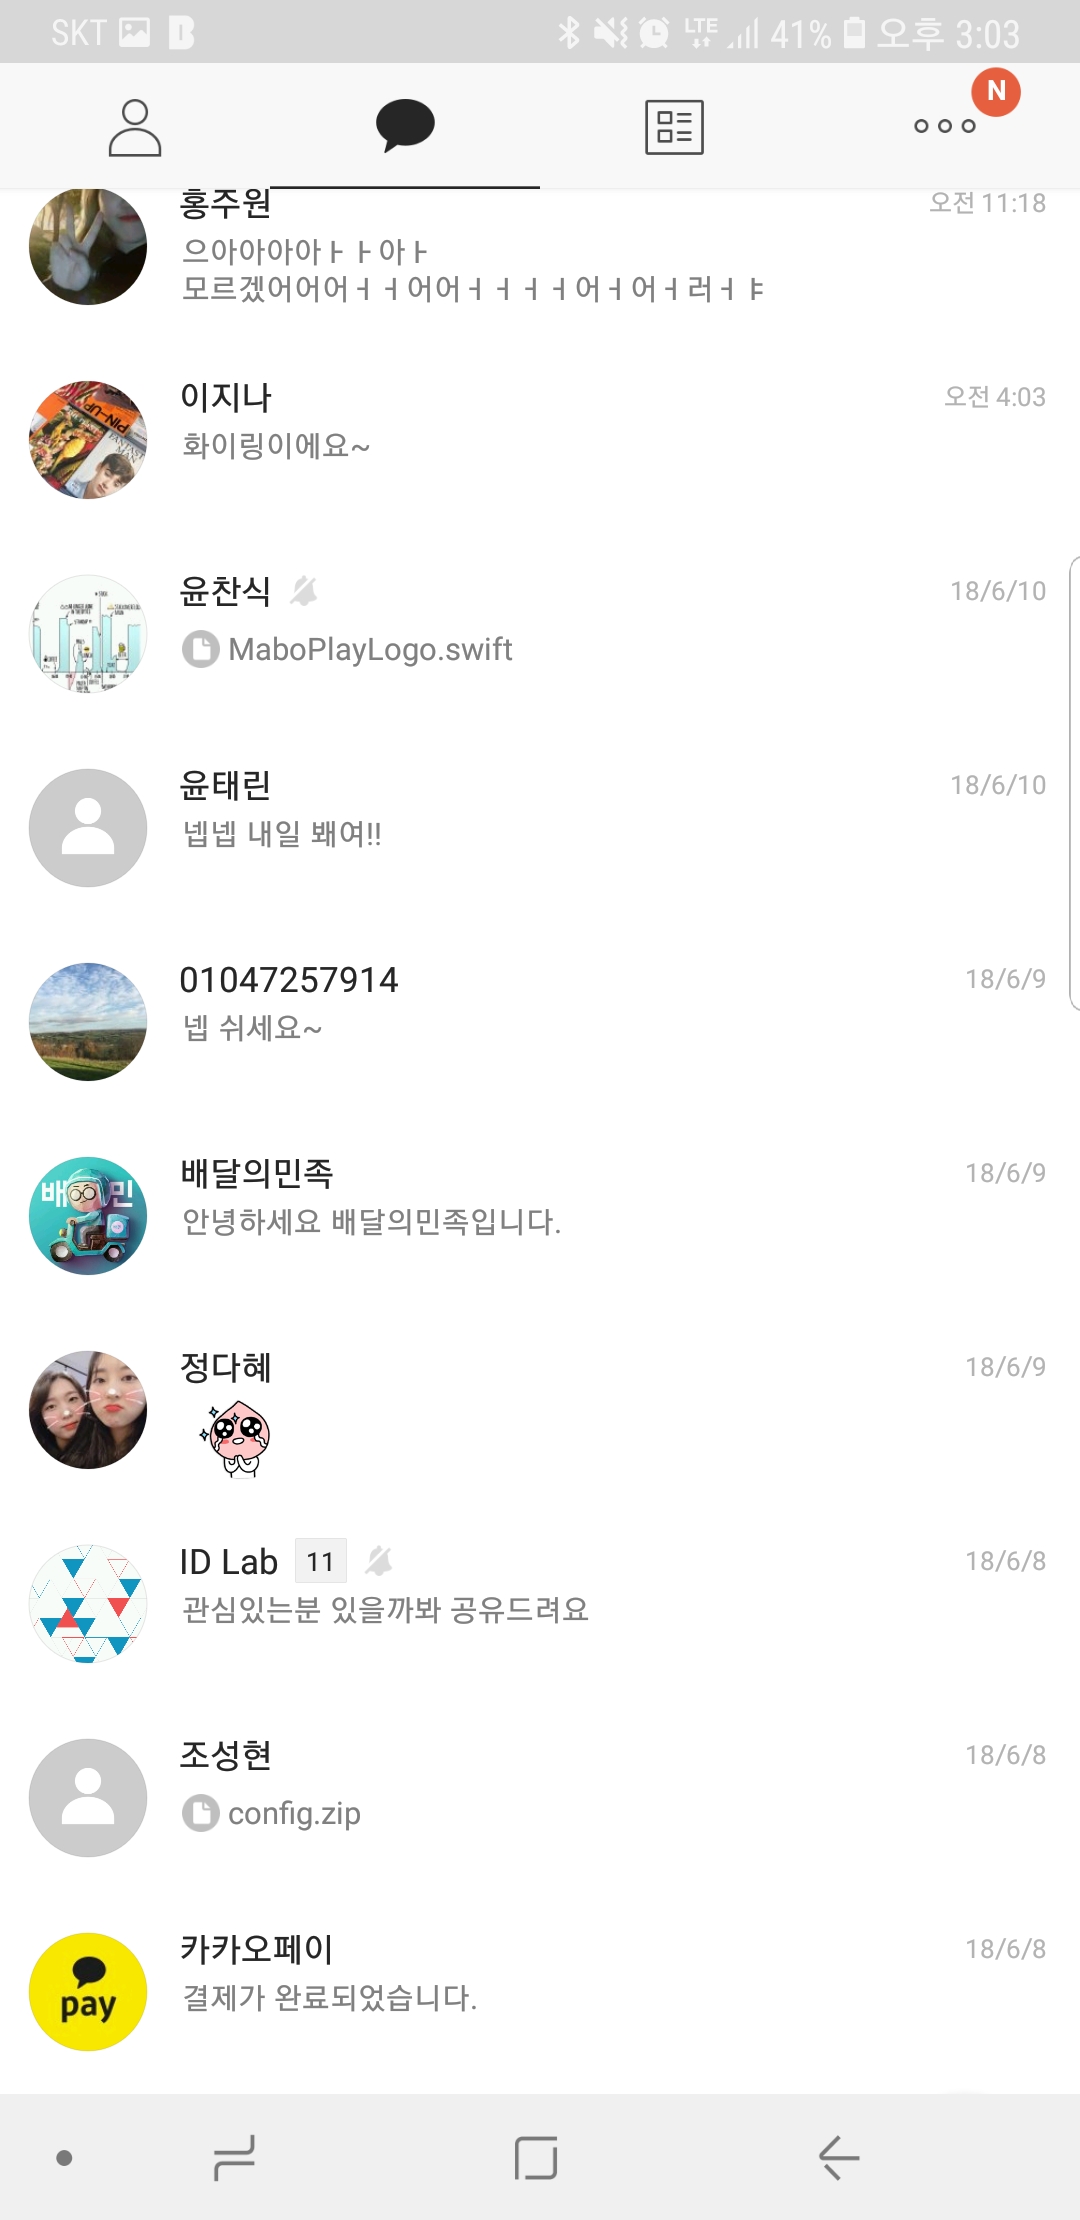 SKT 41% 오후 3:03
LTE
N
홍주원 오전 11:18
으아아아아ㅏㅏ아ㅏ
모르겠어어어ㅓㅓ어어ㅓㅓㅓㅓ어ㅓ어ㅓ러ㅓㅑ
이지나 오전 4:03
화이링이에요~
PIN-UP
FANTASTIC
MAN
윤찬식 18/6/10
MaboPlayLogo.swift
윤태린 18/6/10
넵넵 내일 봬여!!
01047257914 18/6/9
넵 쉬세요~
배달의민족 18/6/9
배 민
안녕하세요 배달의민족입니다.
정다혜 18/6/9
ID Lab 11 18/6/8
관심있는분 있을까봐 공유드려요
조성현 18/6/8
config.zip
카카오페이 18/6/8
pay
결제가 완료되었습니다.